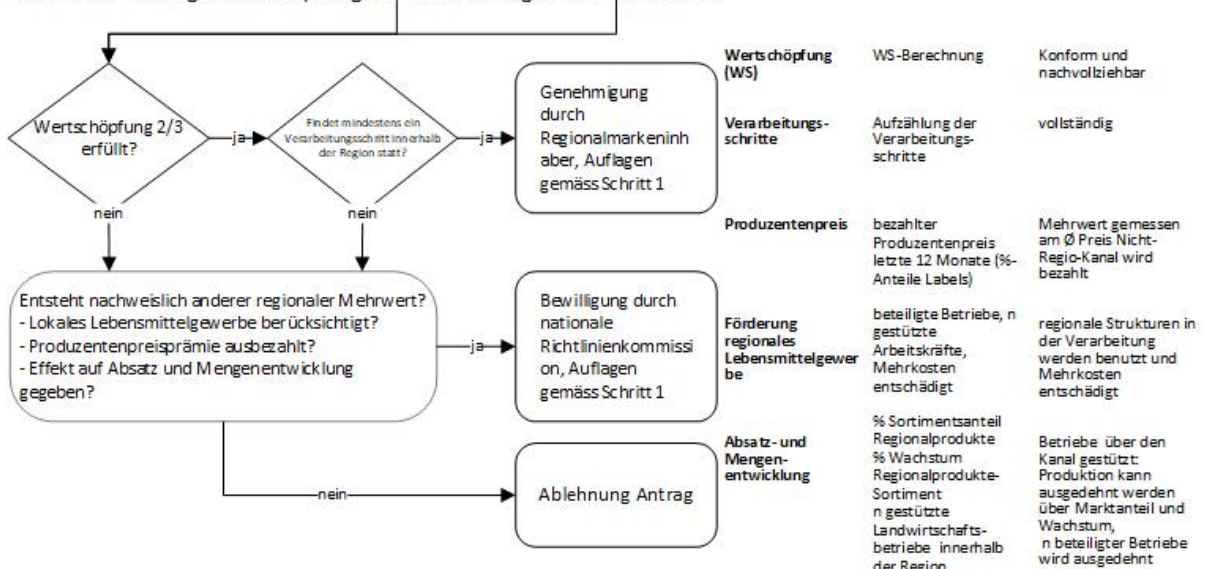 Wertschöpfung 2/3
erfüllt?
ja
Findet mindestens ein
Verarbeitungsschritt innerhalb
der Region statt?
ja
Genehmigung
durch
Regionalmarkeninh
aber, Auflagen
gemäss Schritt 1
nein
nein
Entsteht nachweislich anderer regionaler Mehrwert?
- Lokales Lebensmittelgewerbe berücksichtigt?
- Produzentenpreisprämie ausbezahlt?
- Effekt auf Absatz und Mengenentwicklung
gegeben?
ja
Bewilligung durch
nationale
Richtlinienkommissi
on, Auflagen
gemäss Schritt 1
nein
Ablehnung Antrag
Wertschöpfung
(WS)
WS-Berechnung
Konform und
nachvollziehbar
Verarbeitungs-
schritte
Aufzählung der
Verarbeitungs-
schritte
vollständig
Produzentenpreis
bezahlter
Produzentenpreis
letzte 12 Monate (%-
Anteile Labels)
Mehrwert gemessen
am Ø Preis Nicht-
Regio-Kanal wird
bezahlt
Förderung
regionales
Lebensmittelgewer
be
beteiligte Betriebe, n
gestützte
Arbeitskräfte,
Mehrkosten
entschädigt
regionale Strukturen in
der Verarbeitung
werden benutzt und
Mehrkosten
entschädigt
Absatz- und
Mengen-
entwicklung
% Sortimentsanteil
Regionalprodukte
% Wachstum
Regionalprodukte-
Sortiment
n gestützte
Landwirtschafts-
betriebe innerhalb
der Region
Betriebe über den
Kanal gestützt:
Produktion kann
ausgedehnt werden
über Marktanteil und
Wachstum,
n beteiligter Betriebe
wird ausgedehnt